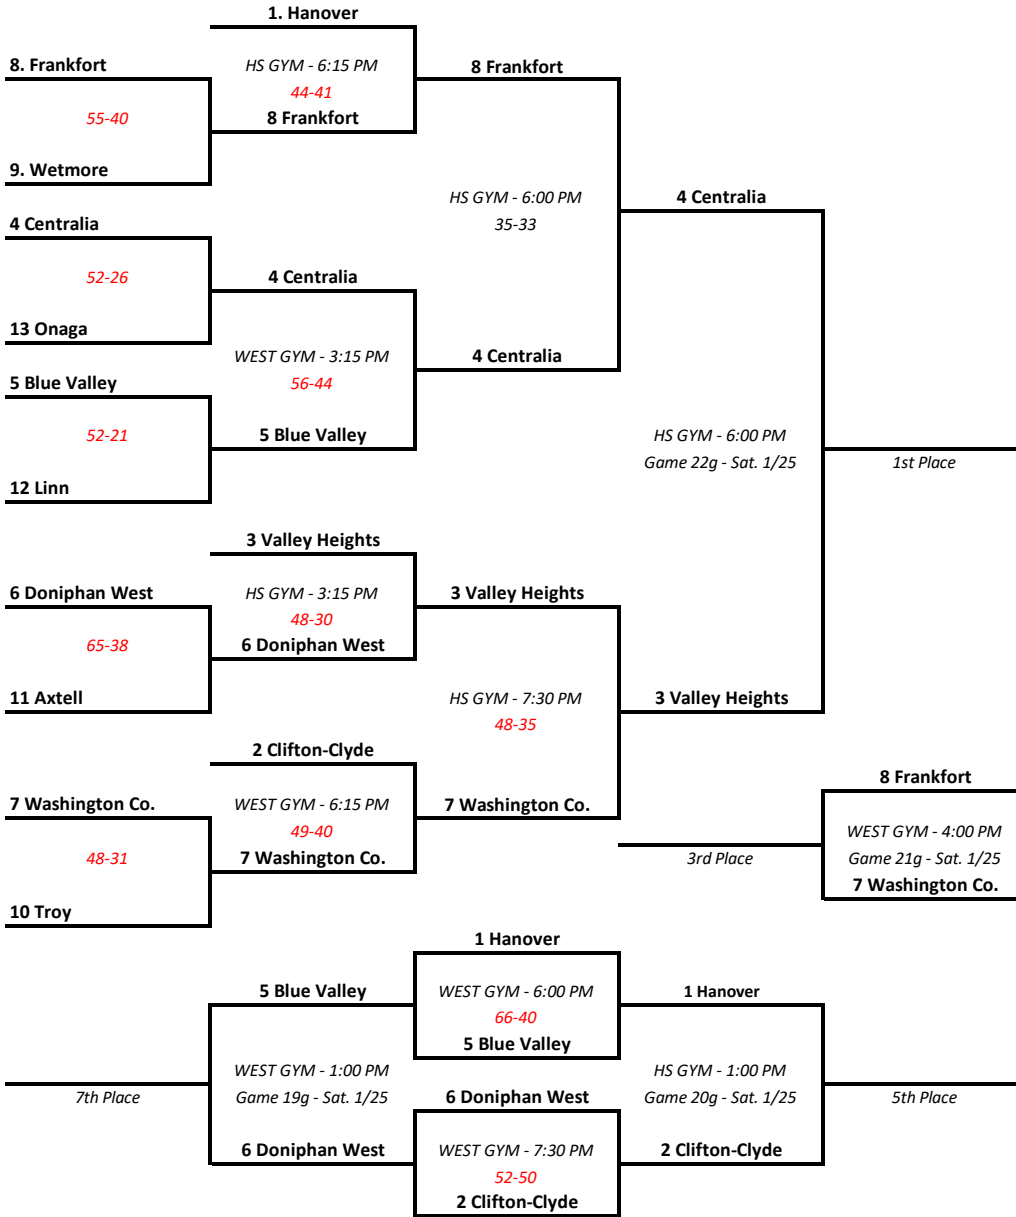 1. Hanover
8. Frankfort
HS GYM - 6:15 PM
8 Frankfort
44-41
55-40
8 Frankfort
9. Wetmore
HS GYM - 6:00 PM
4 Centralia
35-33
4 Centralia
52-26
4 Centralia
13 Onaga
WEST GYM - 3:15 PM
4 Centralia
5 Blue Valley
56-44
52-21
5 Blue Valley
HS GYM - 6:00 PM
Game 22g - Sat. 1/25
1st Place
12 Linn
3 Valley Heights
6 Doniphan West
HS GYM - 3:15 PM
3 Valley Heights
48-30
65-38
6 Doniphan West
11 Axtell
HS GYM - 7:30 PM
3 Valley Heights
48-35
2 Clifton-Clyde
8 Frankfort
7 Washington Co.
WEST GYM - 6:15 PM
7 Washington Co.
49-40
WEST GYM - 4:00 PM
48-31
7 Washington Co.
3rd Place
Game 21g - Sat. 1/25
7 Washington Co.
10 Troy
1 Hanover
5 Blue Valley
WEST GYM - 6:00 PM
1 Hanover
66-40
5 Blue Valley
WEST GYM - 1:00 PM
HS GYM - 1:00 PM
7th Place
Game 19g - Sat. 1/25
6 Doniphan West
Game 20g - Sat. 1/25
5th Place
6 Doniphan West
WEST GYM - 7:30 PM
2 Clifton-Clyde
52-50
2 Clifton-Clyde